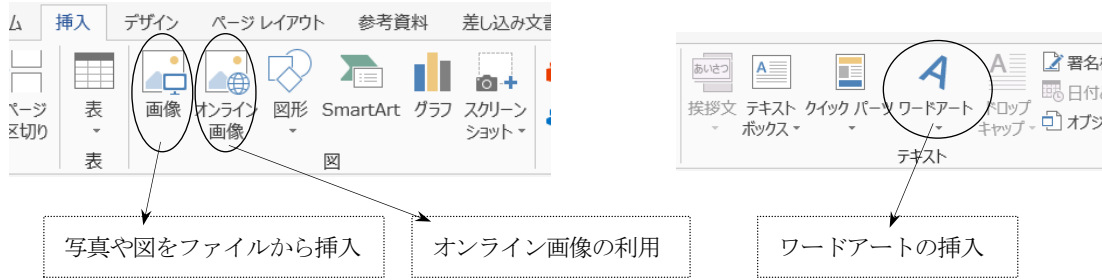 ム 挿入 デザイン ページ レイアウト 参考資料 差し込み文書
ページ
区切り
表
表
画像
オンライン
画像
図形
SmartArt
グラフ
スクリーン
ショット
図
あいさつ
挨拶文
テキスト
ボックス
クイック パーツ
ワードアート
ドロップ
キャップ
署名
日付
オブジ
テキスト
写真や図をファイルから挿入
オンライン画像の利用
ワードアートの挿入